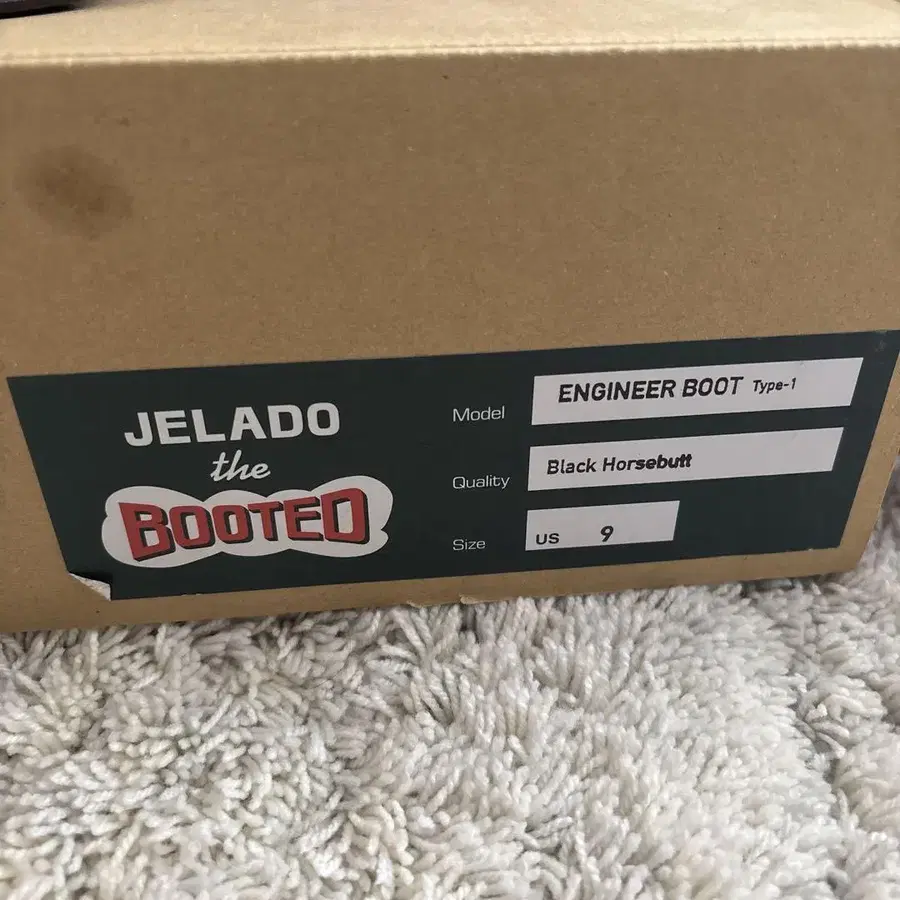 JELADO
the
BOOTED
Model ENGINEER BOOT Type-1
Quality Black Horsebutt
Size US 9